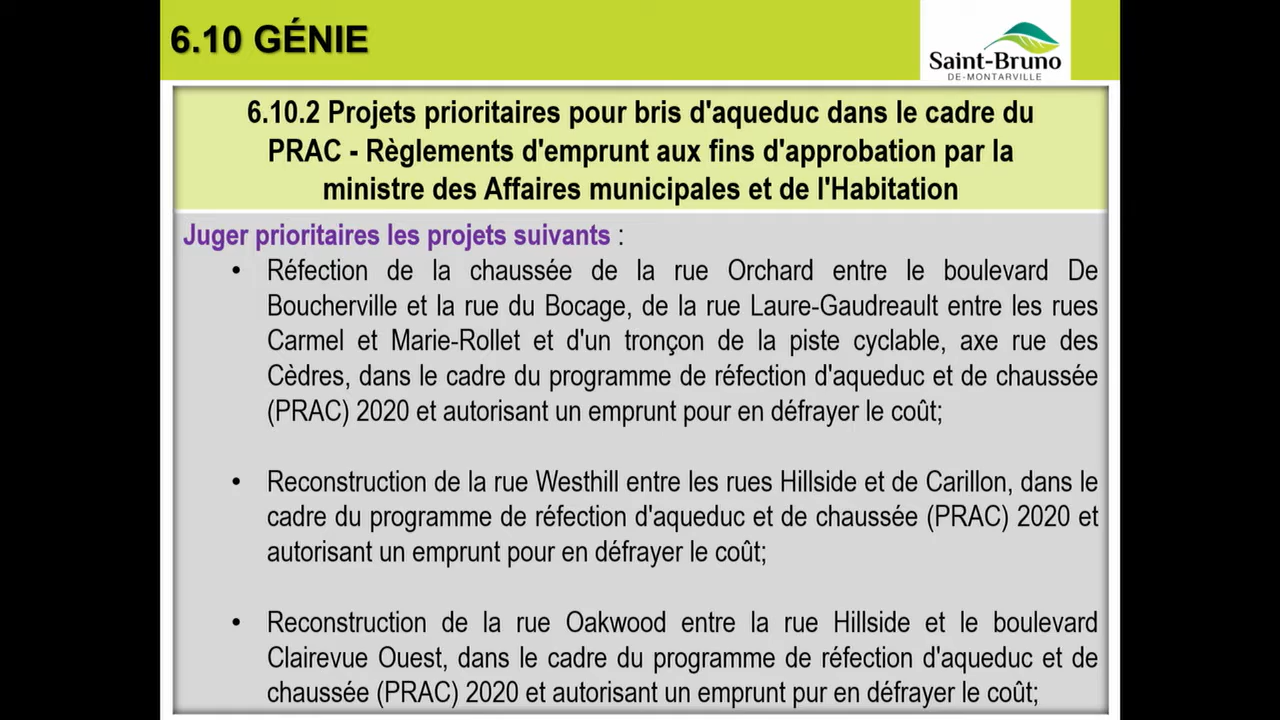 6.10 GÉNIE
Saint-Bruno
DE-MONTARVILLE
6.10.2 Projets prioritaires pour bris d'aqueduc dans le cadre du
PRAC - Règlements d'emprunt aux fins d'approbation par la
ministre des Affaires municipales et de l'Habitation
Juger prioritaires les projets suivants :
• Réfection de la chaussée de la rue Orchard entre le boulevard De
Boucherville et la rue du Bocage, de la rue Laure-Gaudreault entre les rues
Carmel et Marie-Rollet et d'un tronçon de la piste cyclable, axe rue des
Cèdres, dans le cadre du programme de réfection d'aqueduc et de chaussée
(PRAC) 2020 et autorisant un emprunt pour en défrayer le coût;
• Reconstruction de la rue Westhill entre les rues Hillside et de Carillon, dans le
cadre du programme de réfection d'aqueduc et de chaussée (PRAC) 2020 et
autorisant un emprunt pour en défrayer le coût;
• Reconstruction de la rue Oakwood entre la rue Hillside et le boulevard
Clairevue Ouest, dans le cadre du programme de réfection d'aqueduc et de
chaussée (PRAC) 2020 et autorisant un emprunt pur en défrayer le coût;